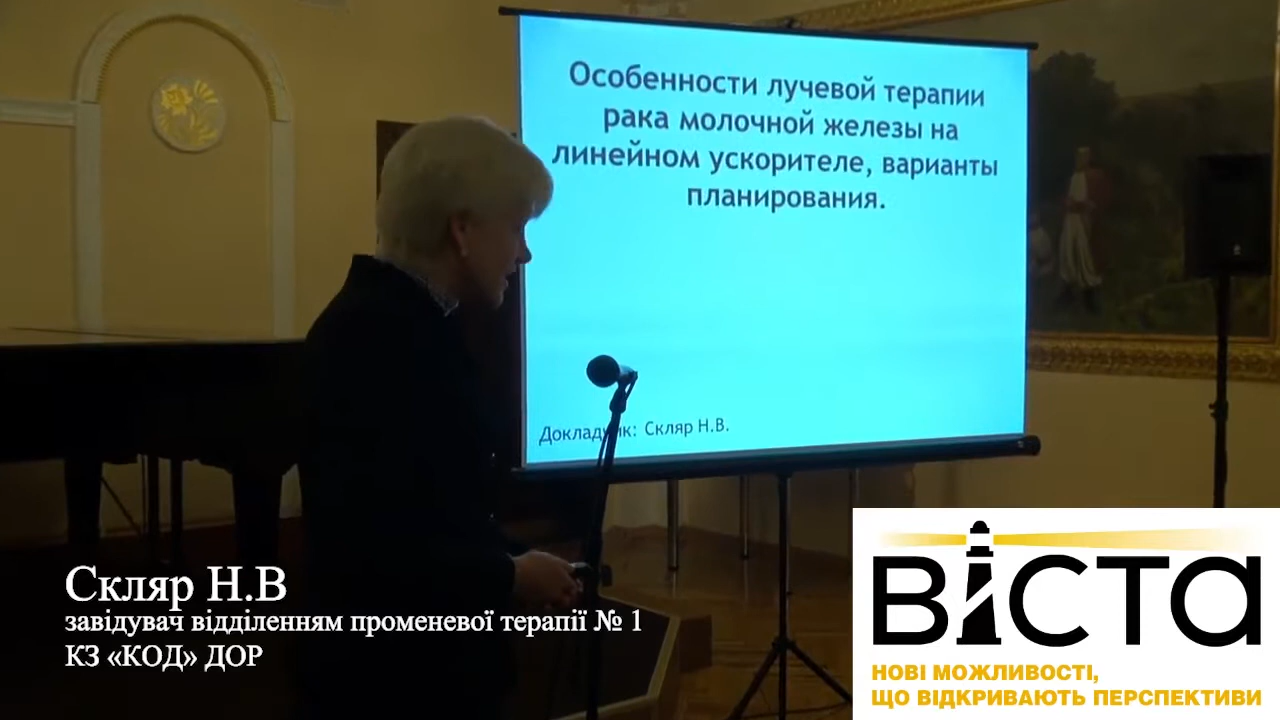 Особенности лучевой терапии
рака молочной железы на
линейном ускорителе, варианты
планирования.
Докладчик: Скляр Н.В.
Скляр Н.В
завідувач відділенням променевої терапії № 1
КЗ «КОД» ДОР
ВІСТА
НОВІ МОЖЛИВОСТІ,
ЩО ВІДКРИВАЮТЬ ПЕРСПЕКТИВИ